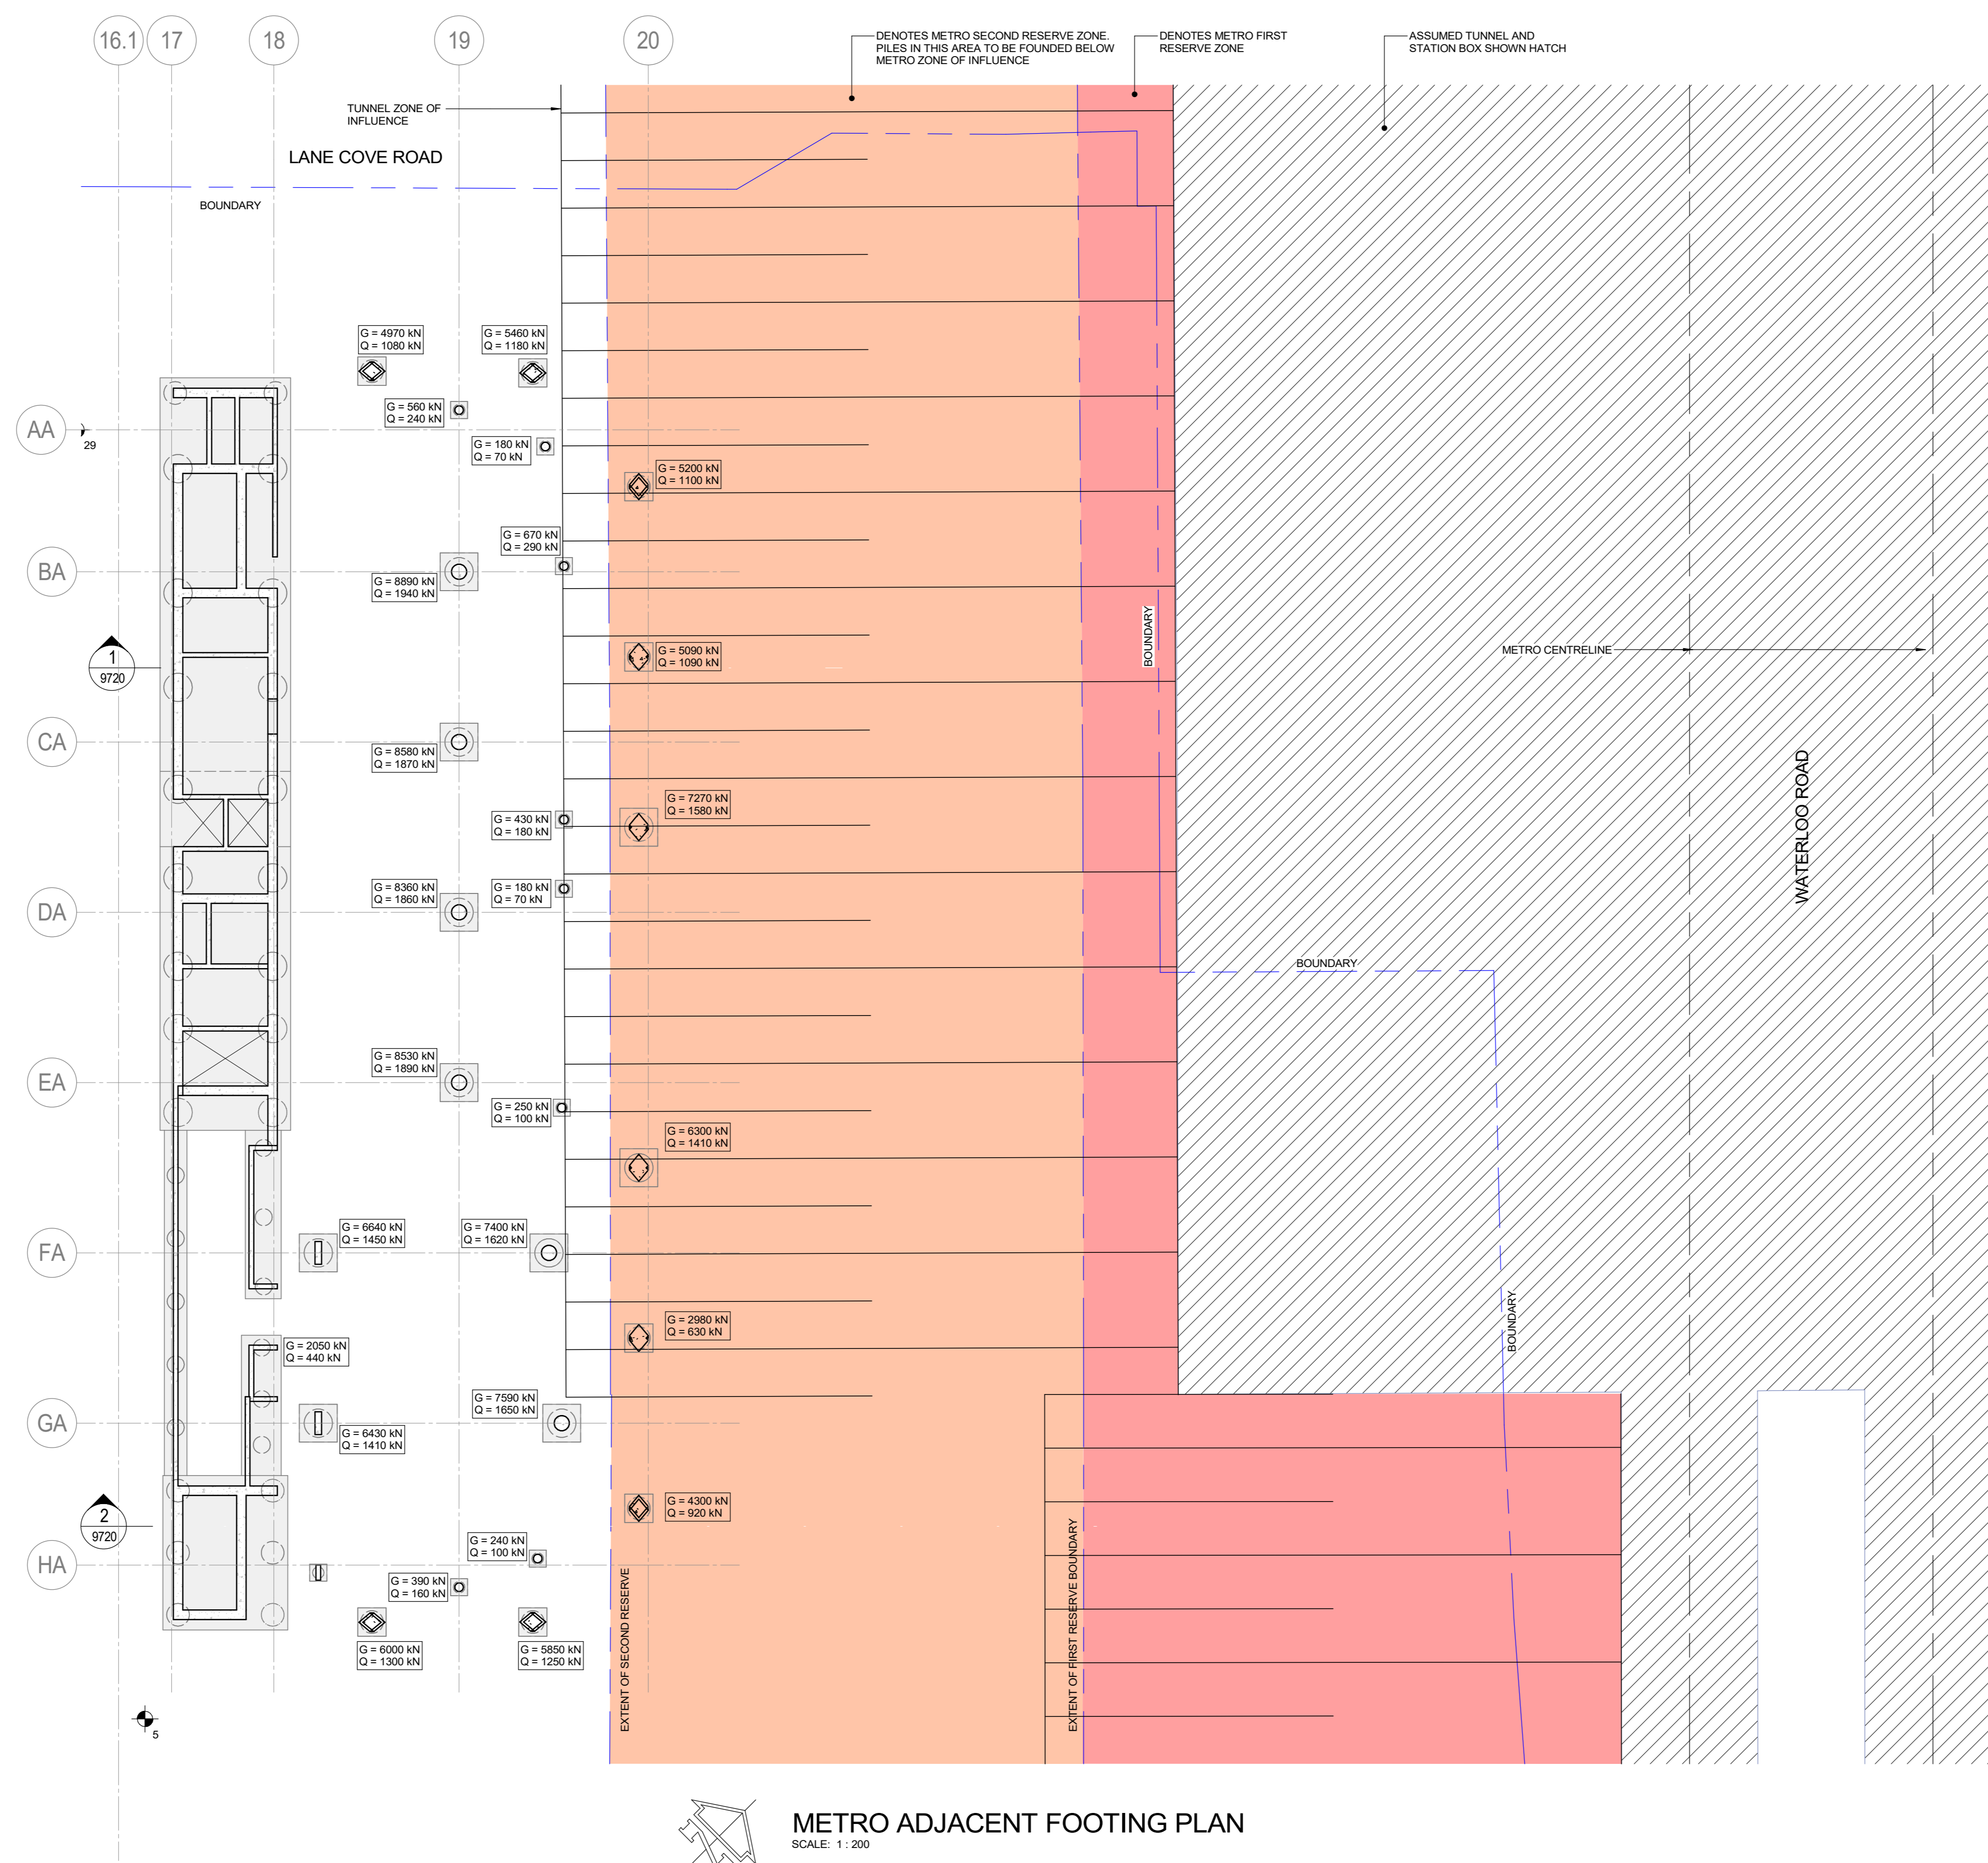 16.1
17
18
19
20
DENOTES METRO SECOND RESERVE ZONE.
PILES IN THIS AREA TO BE FOUNDED BELOW
METRO ZONE OF INFLUENCE
DENOTES METRO FIRST
RESERVE ZONE
ASSUMED TUNNEL AND
STATION BOX SHOWN HATCH
TUNNEL ZONE OF
INFLUENCE
LANE COVE ROAD
BOUNDARY
G = 4970 kN
Q = 1080 kN
G = 5460 kN
Q = 1180 kN
G = 560 kN
Q = 240 kN
AA
29
G = 180 kN
Q = 70 kN
G = 5200 kN
Q = 1100 kN
G = 670 kN
Q = 290 kN
BA
G = 8890 kN
Q = 1940 kN
BOUNDARY
1
9720
G = 5090 kN
Q = 1090 kN
METRO CENTRELINE
CA
G = 8580 kN
Q = 1870 kN
G = 7270 kN
Q = 1580 kN
WATERLOO ROAD
G = 430 kN
Q = 180 kN
DA
G = 8360 kN
Q = 1860 kN
G = 180 kN
Q = 70 kN
BOUNDARY
EA
G = 8530 kN
Q = 1890 kN
G = 250 kN
Q = 100 kN
G = 6300 kN
Q = 1410 kN
FA
G = 6640 kN
Q = 1450 kN
G = 7400 kN
Q = 1620 kN
BOUNDARY
G = 2980 kN
Q = 630 kN
G = 2050 kN
Q = 440 kN
GA
G = 7590 kN
Q = 1650 kN
G = 6430 kN
Q = 1410 kN
2
9720
G = 4300 kN
Q = 920 kN
HA
G = 240 kN
Q = 100 kN
G = 390 kN
Q = 160 kN
EXTENT OF SECOND RESERVE
EXTENT OF FIRST RESERVE BOUNDARY
G = 6000 kN
Q = 1300 kN
G = 5850 kN
Q = 1250 kN
5
METRO ADJACENT FOOTING PLAN
SCALE: 1 : 200